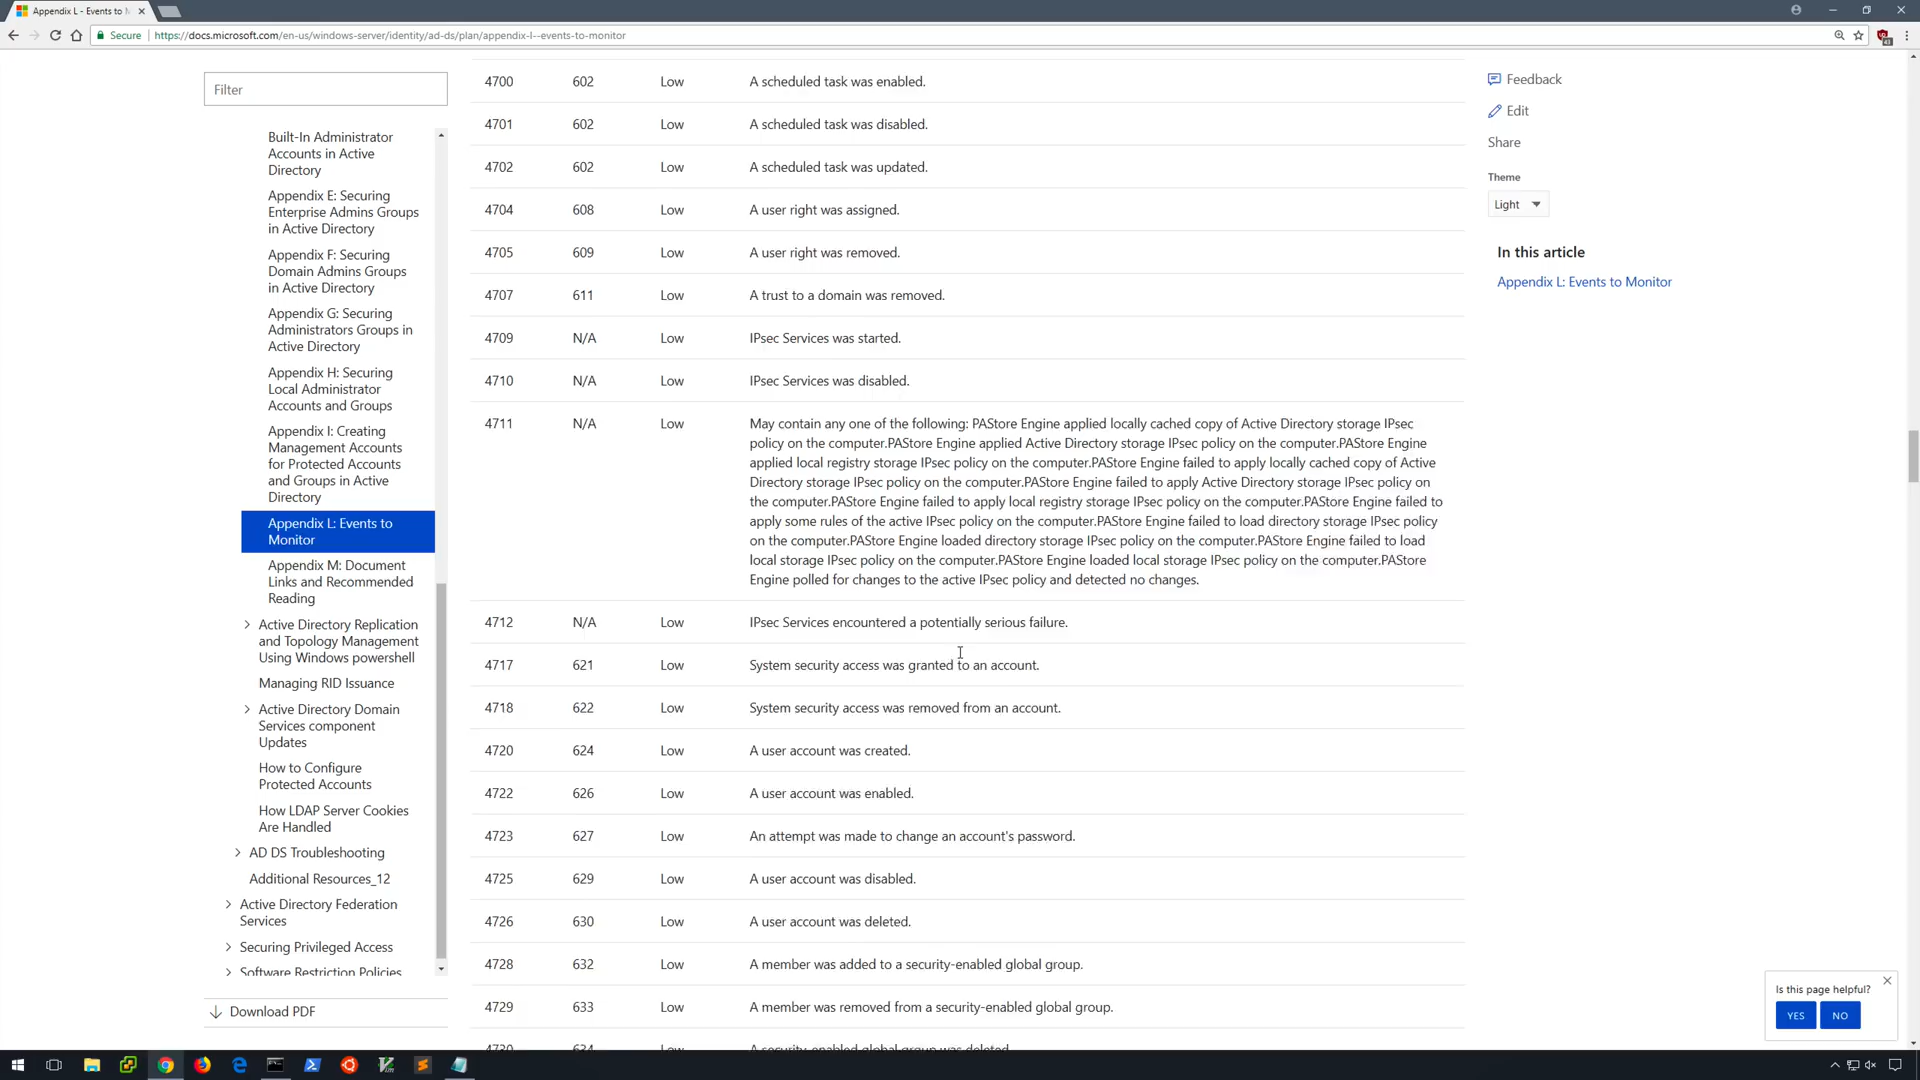 Appendix L - Events to M
Secure
https://docs.microsoft.com/en-us/windows-server/identity/ad-ds/plan/appendix-l--events-to-monitor
Filter
Built-In Administrator
Accounts in Active
Directory
Appendix E: Securing
Enterprise Admins Groups
in Active Directory
Appendix F: Securing
Domain Admins Groups
in Active Directory
Appendix G: Securing
Administrators Groups in
Active Directory
Appendix H: Securing
Local Administrator
Accounts and Groups
Appendix I: Creating
Management Accounts
for Protected Accounts
and Groups in Active
Directory
Appendix L: Events to
Monitor
Appendix M: Document
Links and Recommended
Reading
Active Directory Replication
and Topology Management
Using Windows powershell
Managing RID Issuance
Active Directory Domain
Services component
Updates
How to Configure
Protected Accounts
How LDAP Server Cookies
Are Handled
AD DS Troubleshooting
Additional Resources_12
Active Directory Federation
Services
Securing Privileged Access
Software Restriction Policies
Download PDF
4700 602 Low A scheduled task was enabled.
4701 602 Low A scheduled task was disabled.
4702 602 Low A scheduled task was updated.
4704 608 Low A user right was assigned.
4705 609 Low A user right was removed.
4707 611 Low A trust to a domain was removed.
4709 N/A Low IPsec Services was started.
4710 N/A Low IPsec Services was disabled.
4711 N/A Low May contain any one of the following: PAStore Engine applied locally cached copy of Active Directory storage IPsec
policy on the computer.PAStore Engine applied Active Directory storage IPsec policy on the computer.PAStore Engine
applied local registry storage IPsec policy on the computer.PAStore Engine failed to apply locally cached copy of Active
Directory storage IPsec policy on the computer.PAStore Engine failed to apply Active Directory storage IPsec policy on
the computer.PAStore Engine failed to apply local registry storage IPsec policy on the computer.PAStore Engine failed to
apply some rules of the active IPsec policy on the computer.PAStore Engine failed to load directory storage IPsec policy
on the computer.PAStore Engine loaded directory storage IPsec policy on the computer.PAStore Engine failed to load
local storage IPsec policy on the computer.PAStore Engine loaded local storage IPsec policy on the computer.PAStore
Engine polled for changes to the active IPsec policy and detected no changes.
4712 N/A Low IPsec Services encountered a potentially serious failure.
4717 621 Low System security access was granted to an account.
4718 622 Low System security access was removed from an account.
4720 624 Low A user account was created.
4722 626 Low A user account was enabled.
4723 627 Low An attempt was made to change an account's password.
4725 629 Low A user account was disabled.
4726 630 Low A user account was deleted.
4728 632 Low A member was added to a security-enabled global group.
4729 633 Low A member was removed from a security-enabled global group.
4730 634 Low A security-enabled global group was deleted.
Feedback
Edit
Share
Theme
Light
In this article
Appendix L: Events to Monitor
Is this page helpful?
YES NO